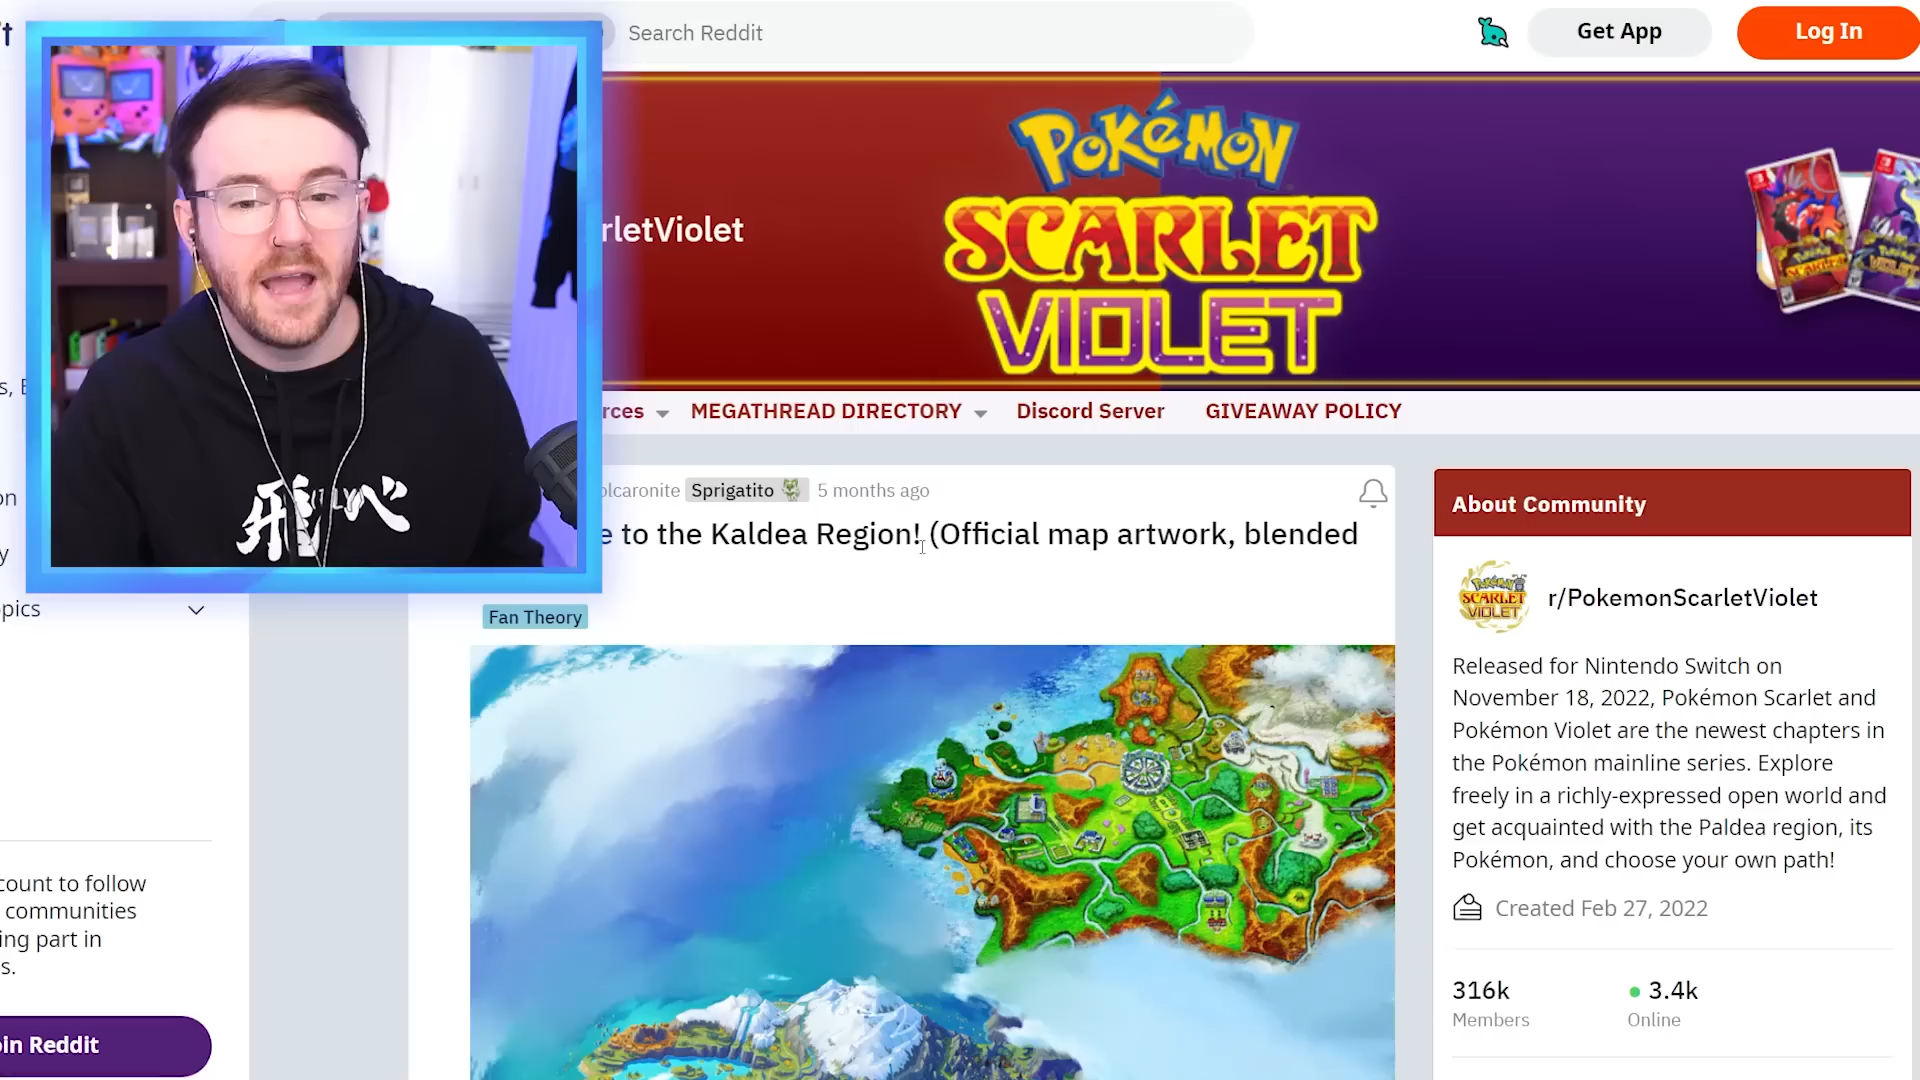 Search Reddit
Get App
Log In
POKéMON
SCARLET
VIOLET
rletViolet
rces
MEGATHREAD DIRECTORY
Discord Server
GIVEAWAY POLICY
olcaronite Sprigatito 5 months ago
e to the Kaldea Region! (Official map artwork, blended
Fan Theory
About Community
r/PokemonScarletViolet
Released for Nintendo Switch on
November 18, 2022, Pokémon Scarlet and
Pokémon Violet are the newest chapters in
the Pokémon mainline series. Explore
freely in a richly-expressed open world and
get acquainted with the Paldea region, its
Pokémon, and choose your own path!
Created Feb 27, 2022
316k
Members
3.4k
Online
s, E
on
y
pics
count to follow
communities
ing part in
s.
oin Reddit
飛 心